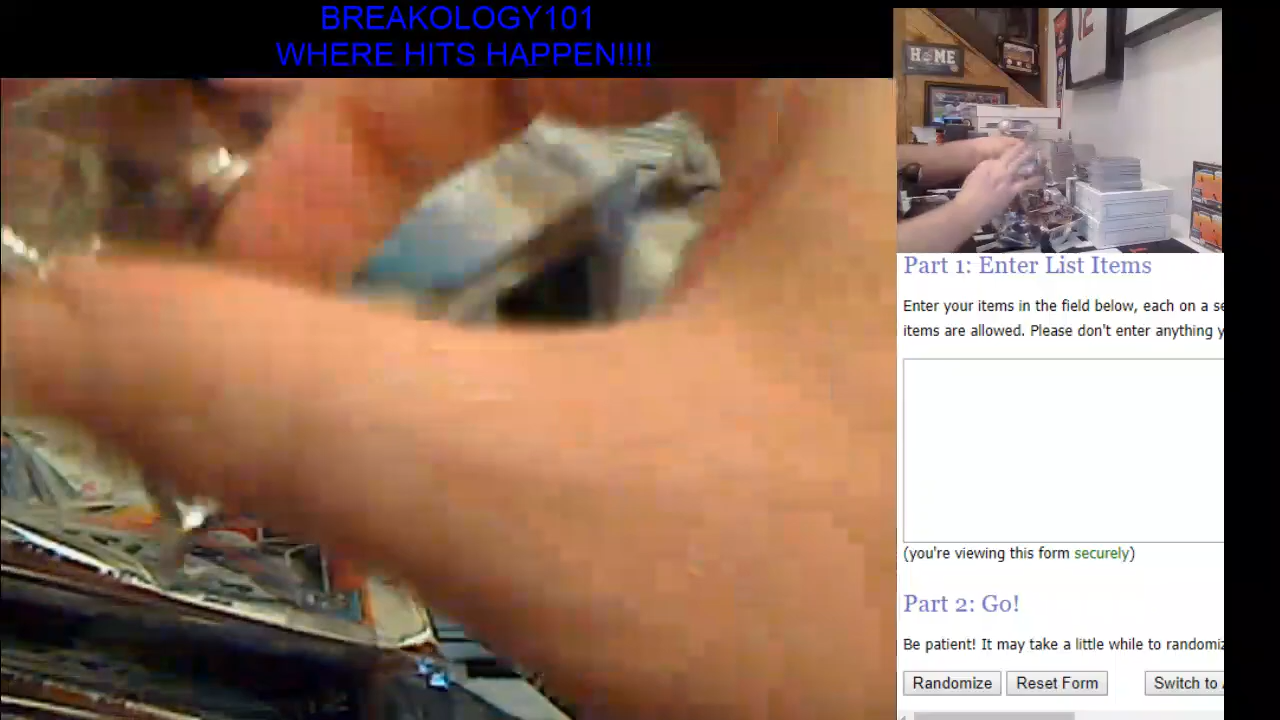 BREAKOLOGY101
WHERE HITS HAPPEN!!!!
HOME
12
Part 1: Enter List Items
Enter your items in the field below, each on a se
items are allowed. Please don't enter anything y
(you're viewing this form securely)
Part 2: Go!
Be patient! It may take a little while to randomiz
Randomize
Reset Form
Switch to